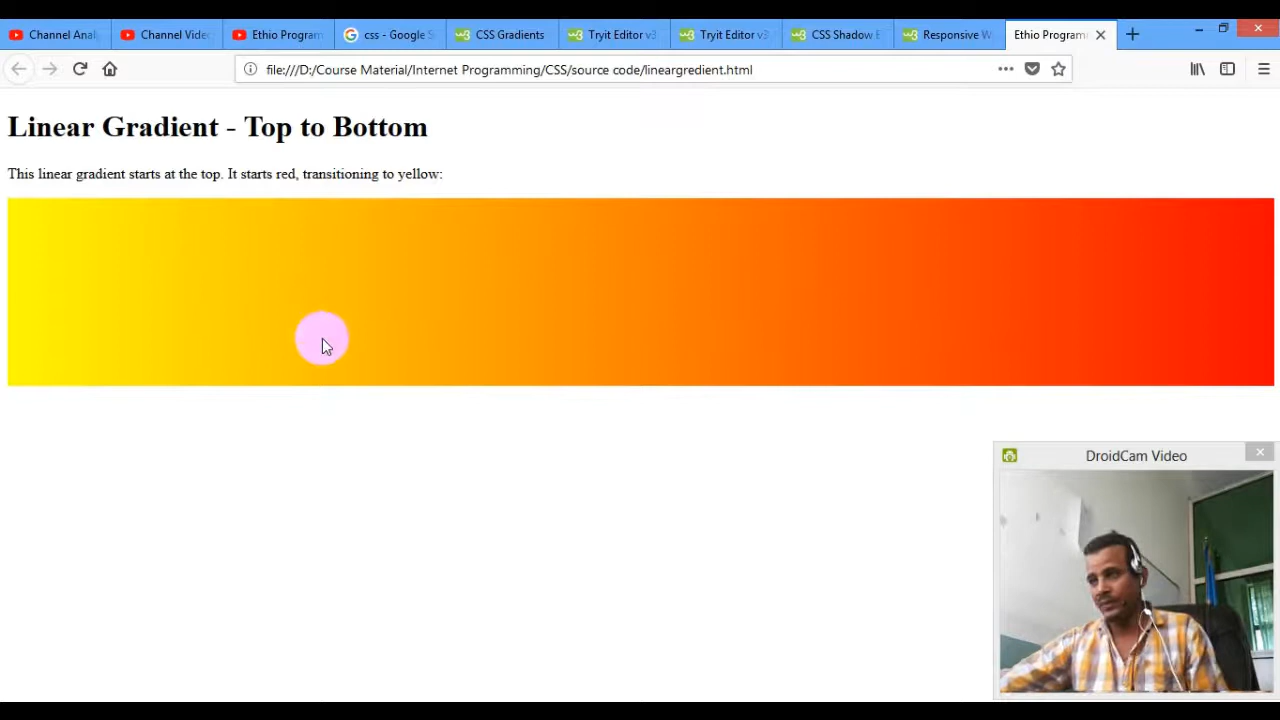 Channel Anal
Channel Video
Ethio Program
css - Google S
CSS Gradients
Tryit Editor v3
Tryit Editor v3
CSS Shadow E
Responsive W
Ethio Program
file:///D:/Course Material/Internet Programming/CSS/source code/lineargredient.html
Linear Gradient - Top to Bottom
This linear gradient starts at the top. It starts red, transitioning to yellow:
DroidCam Video